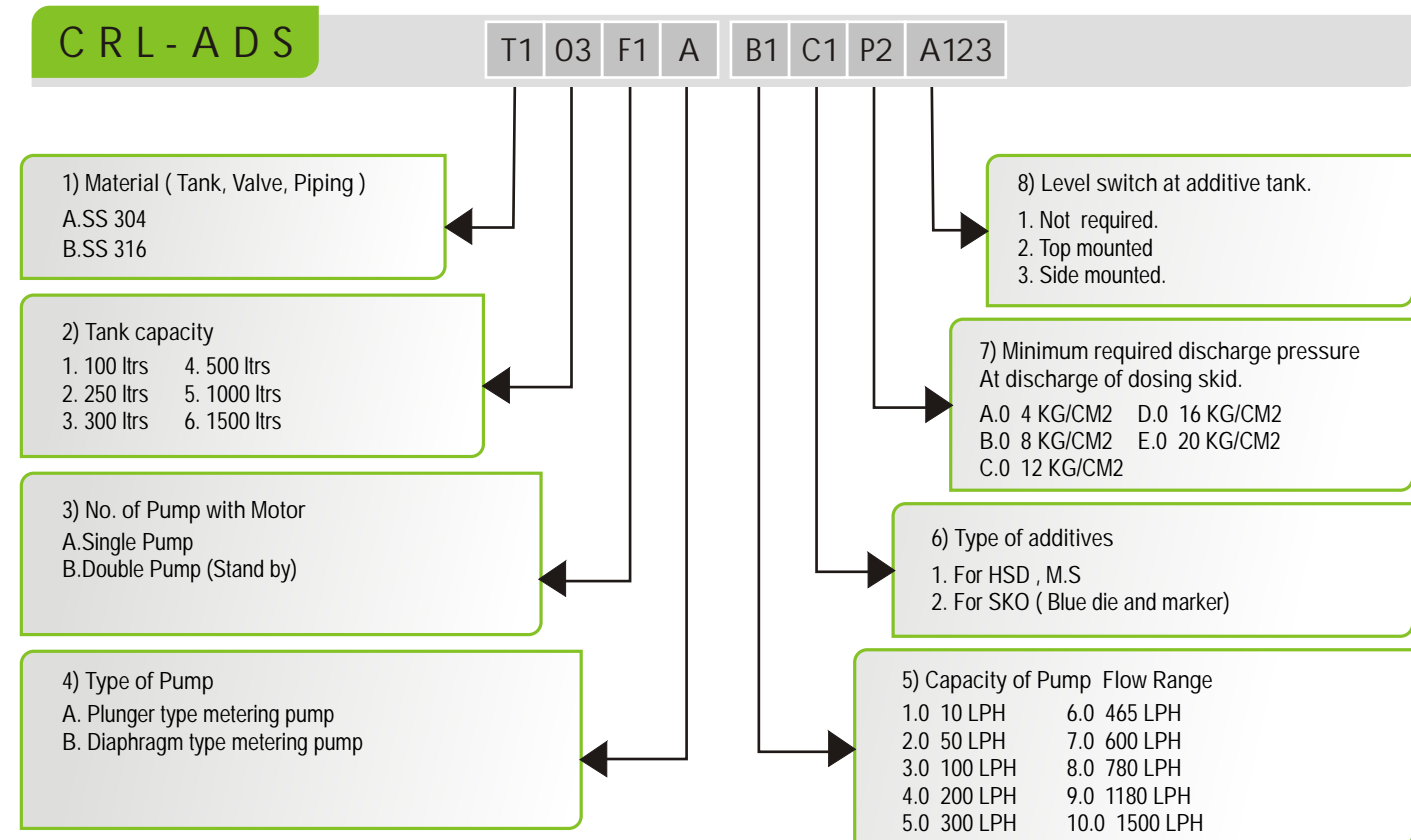 CRL-ADS
T1 03 F1 A B1 C1 P2 A123
1) Material ( Tank, Valve, Piping )
A.SS 304
B.SS 316
2) Tank capacity
1. 100 ltrs 4. 500 ltrs
2. 250 ltrs 5. 1000 ltrs
3. 300 ltrs 6. 1500 ltrs
3) No. of Pump with Motor
A.Single Pump
B.Double Pump (Stand by)
4) Type of Pump
A. Plunger type metering pump
B. Diaphragm type metering pump
8) Level switch at additive tank.
1. Not required.
2. Top mounted
3. Side mounted.
7) Minimum required discharge pressure
At discharge of dosing skid.
A.0 4 KG/CM2 D.0 16 KG/CM2
B.0 8 KG/CM2 E.0 20 KG/CM2
C.0 12 KG/CM2
6) Type of additives
1. For HSD , M.S
2. For SKO ( Blue die and marker)
5) Capacity of Pump Flow Range
1.0 10 LPH 6.0 465 LPH
2.0 50 LPH 7.0 600 LPH
3.0 100 LPH 8.0 780 LPH
4.0 200 LPH 9.0 1180 LPH
5.0 300 LPH 10.0 1500 LPH